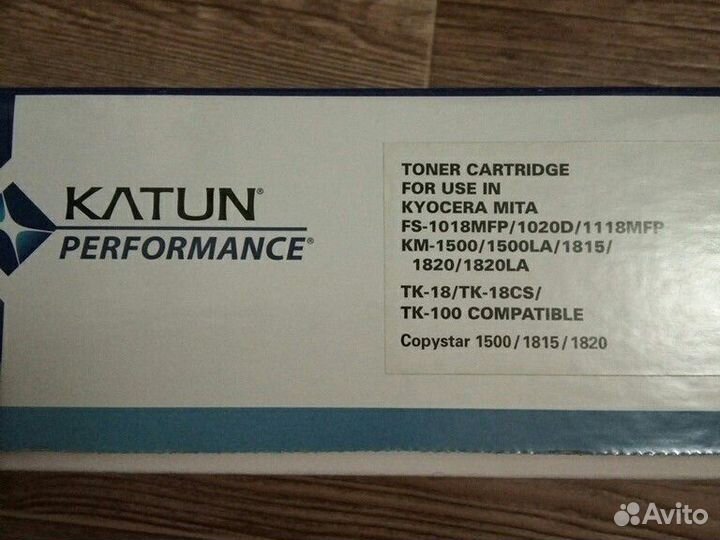 KATUN®
PERFORMANCE®
TONER CARTRIDGE
FOR USE IN
KYOCERA MITA
FS-1018MFP/1020D/1118MFP
KM-1500/1500LA/1815/
1820/1820LA
TK-18/TK-18CS/
TK-100 COMPATIBLE
Copystar 1500/1815/1820
Avito